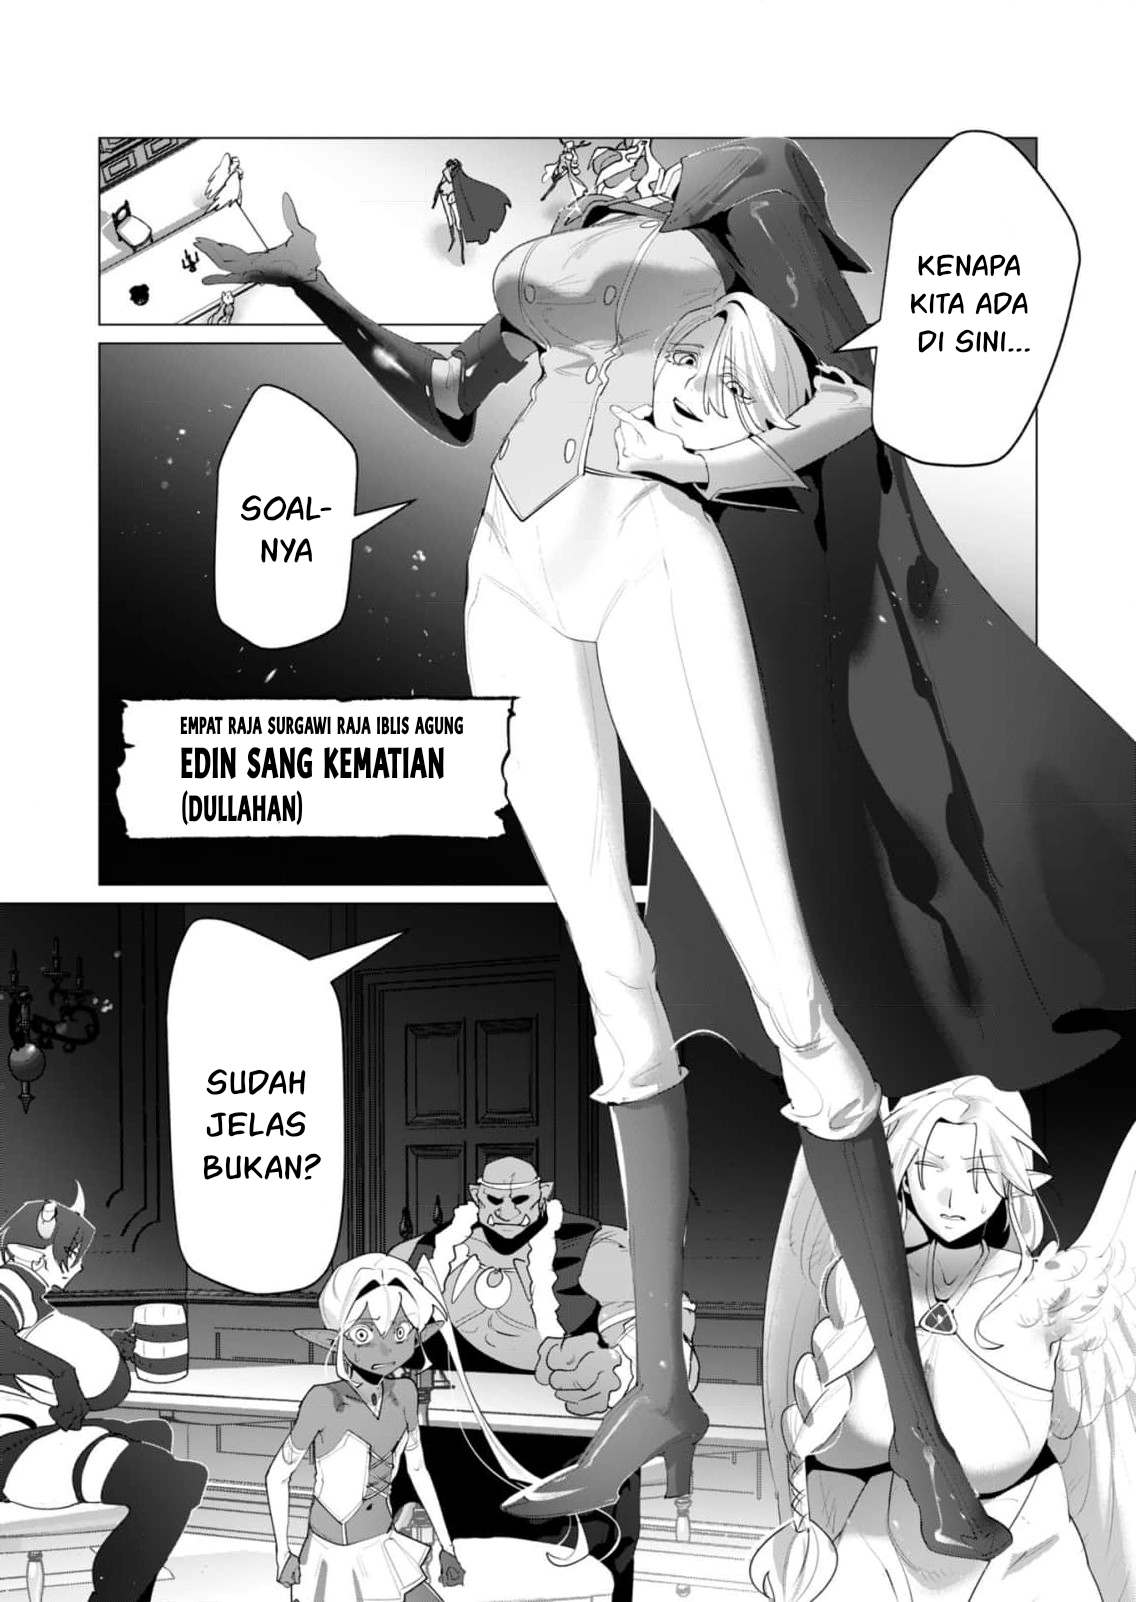 KENAPA
KITA ADA
DI SINI...
SOAL-
NYA
EMPAT RAJA SURGAWI RAJA IBLIS AGUNG
EDIN SANG KEMATIAN
(DULLAHAN)
SUDAH
JELAS
BUKAN?